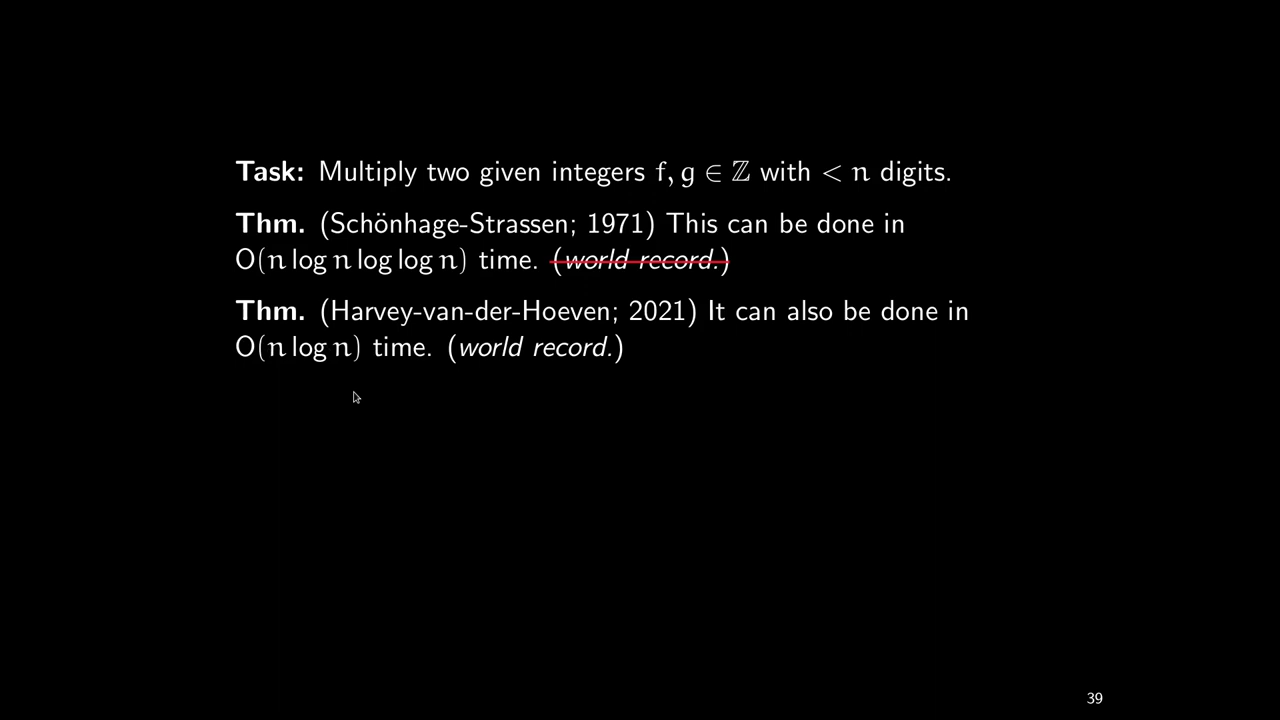 Task: Multiply two given integers f, g ∈ ℤ with < n digits.
Thm. (Schönhage-Strassen; 1971) This can be done in
O(n log n log log n) time. (world record.)
Thm. (Harvey-van-der-Hoeven; 2021) It can also be done in
O(n log n) time. (world record.)
39